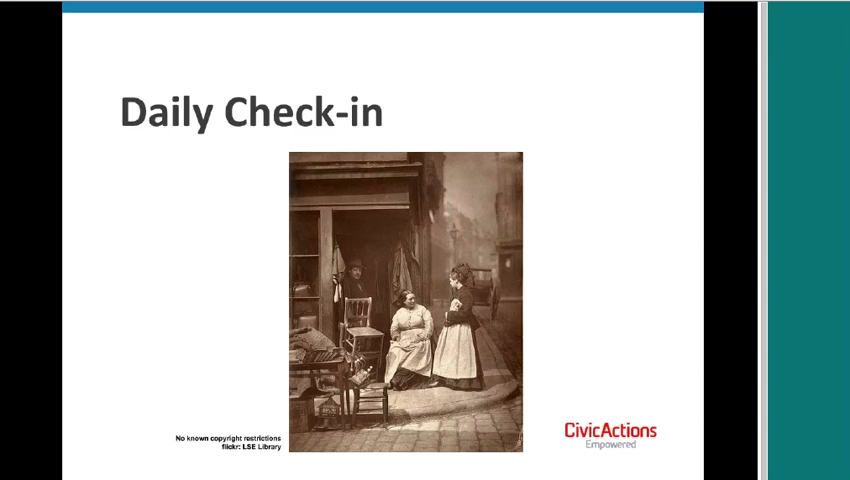 Daily Check-in
No known copyright restrictions
flickr: LSE Library
CivicActions
Empowered